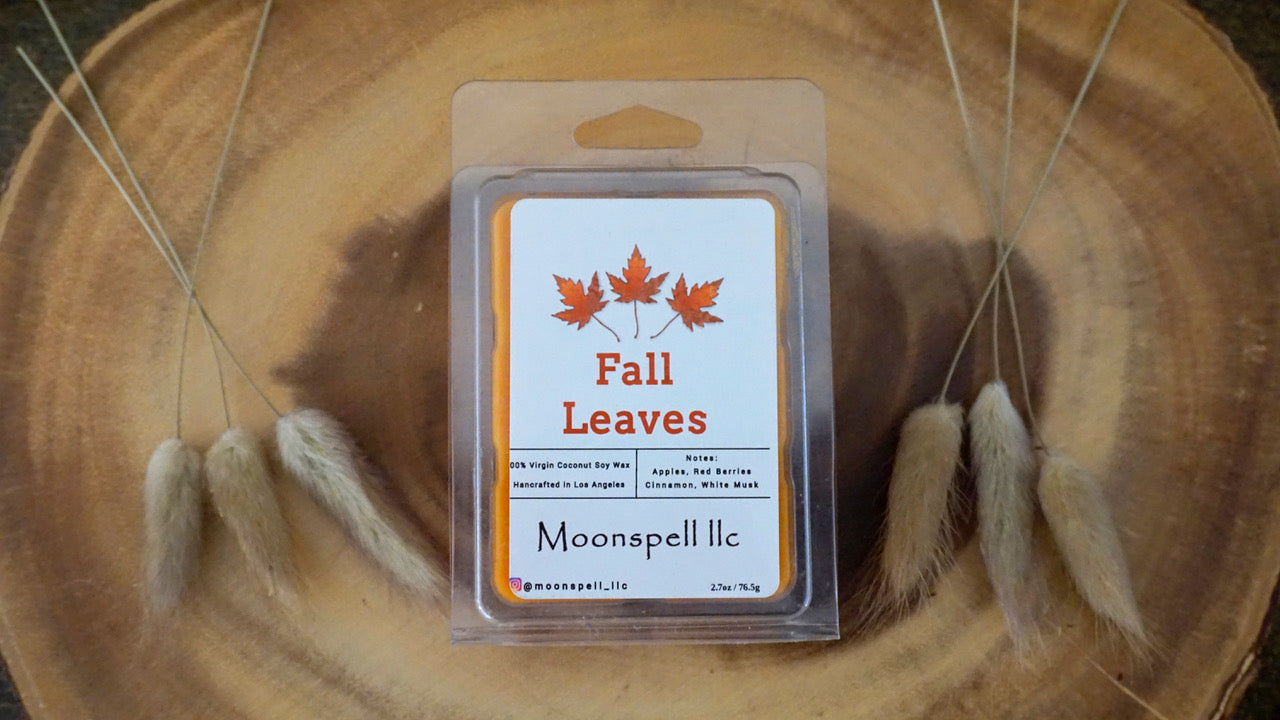 Fall
Leaves
00% Virgin Coconut Soy Wax
Hancrafted in Los Angeles
Notes:
Apples, Red Berries
Cinnamon, White Musk
Moonspell llc
@moonspell_llc
2.7oz / 76.5g